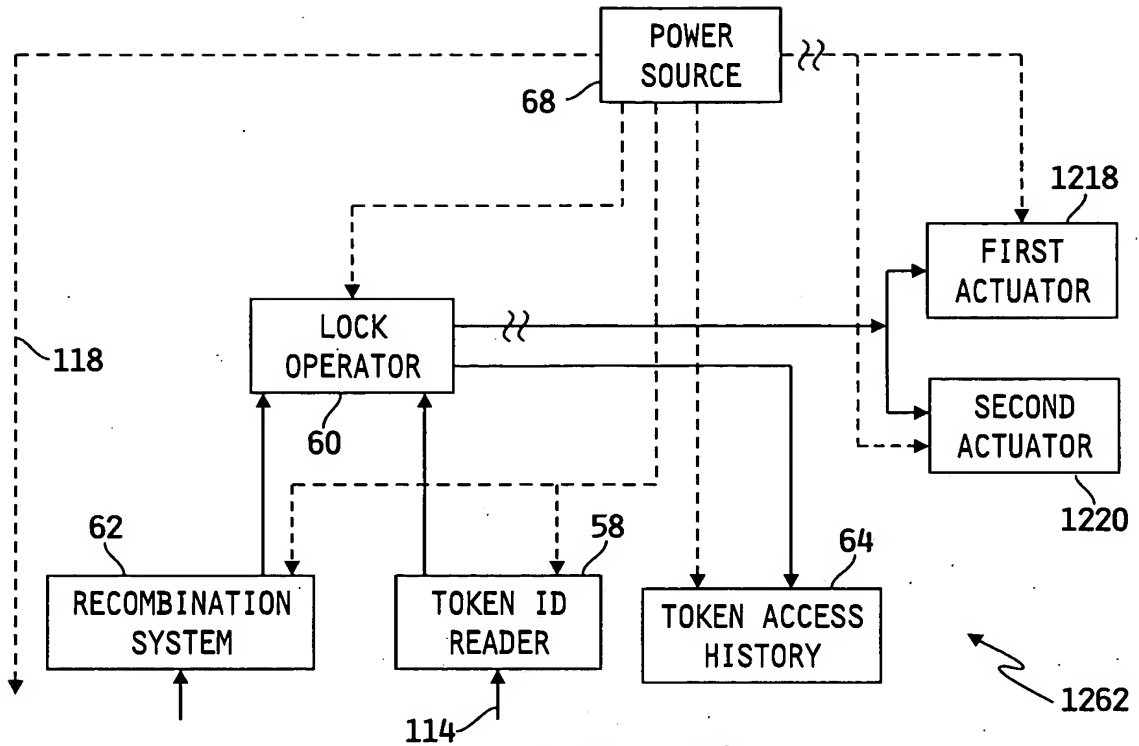 POWER
SOURCE
68
1218
FIRST
ACTUATOR
LOCK
OPERATOR
118
60
SECOND
ACTUATOR
1220
62
58
64
RECOMBINATION
SYSTEM
TOKEN ID
READER
TOKEN ACCESS
HISTORY
114
1262